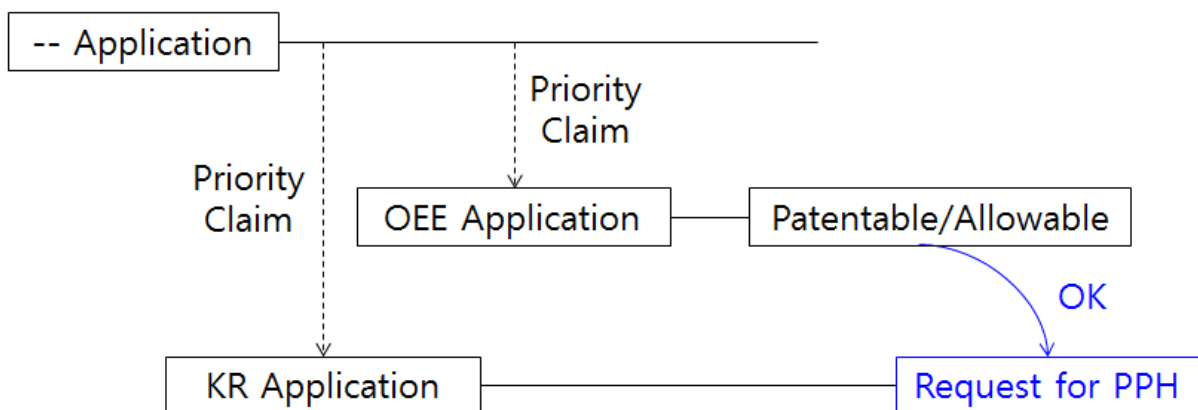 -- Application
Priority
Claim
Priority
Claim
OEE Application
Patentable/Allowable
OK
KR Application
Request for PPH